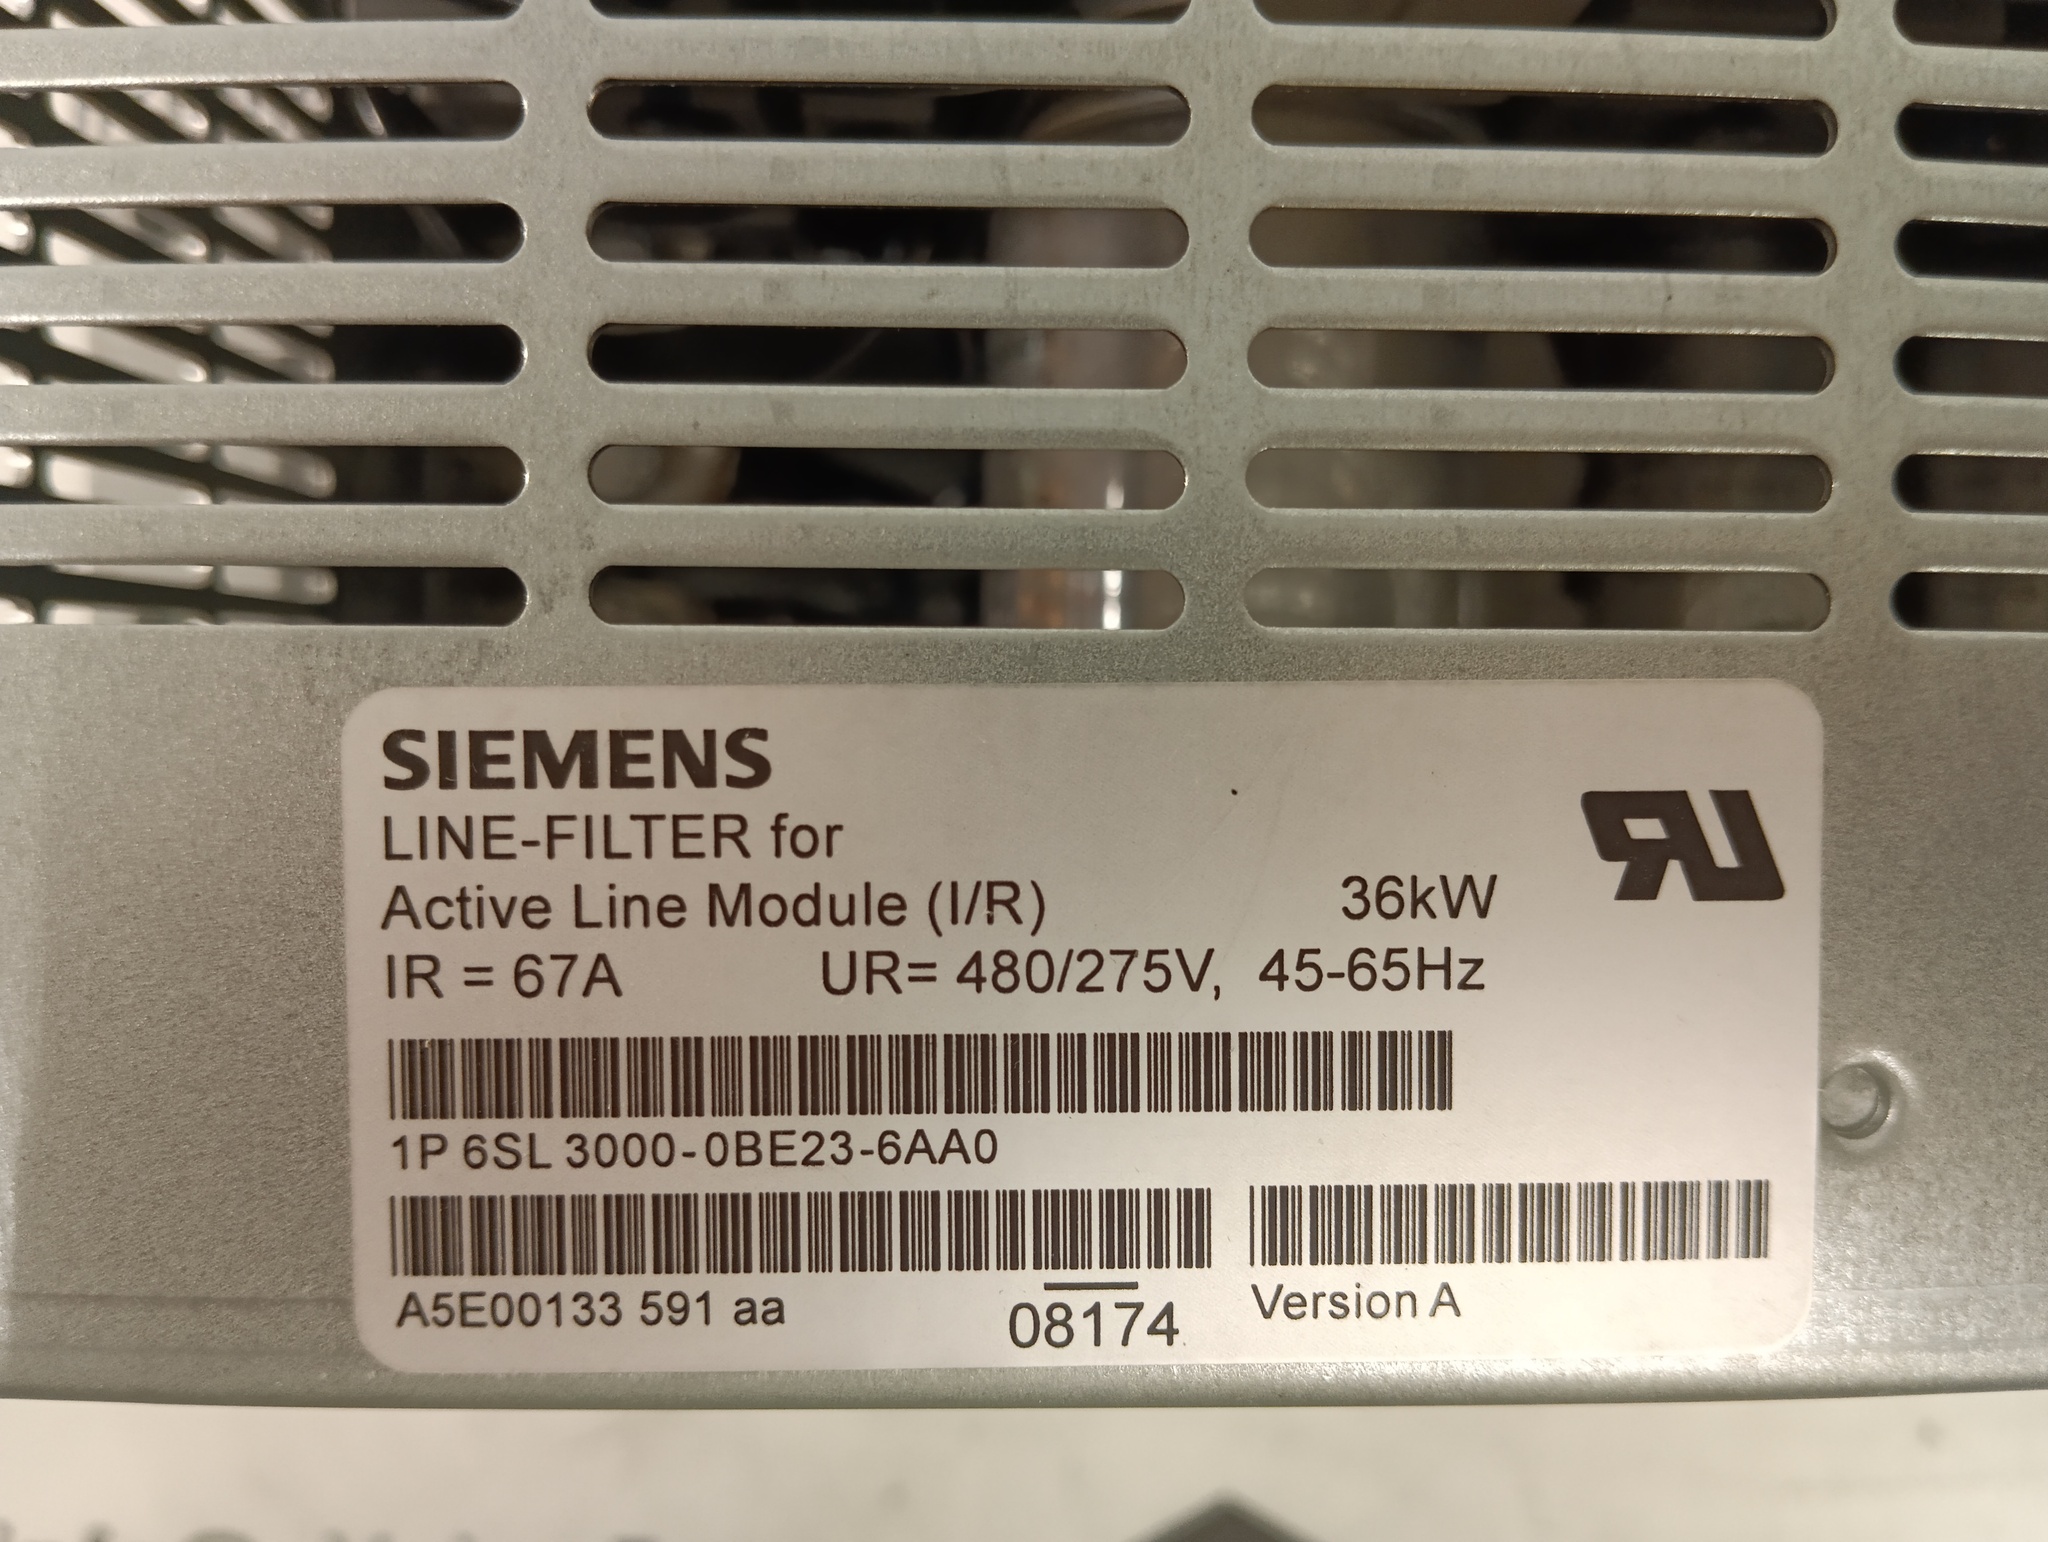 SIEMENS
LINE-FILTER for
Active Line Module (I/R) 36kW
IR = 67A UR= 480/275V, 45-65Hz
1P 6SL 3000-0BE23-6AA0
A5E00133 591 aa 08174 Version A